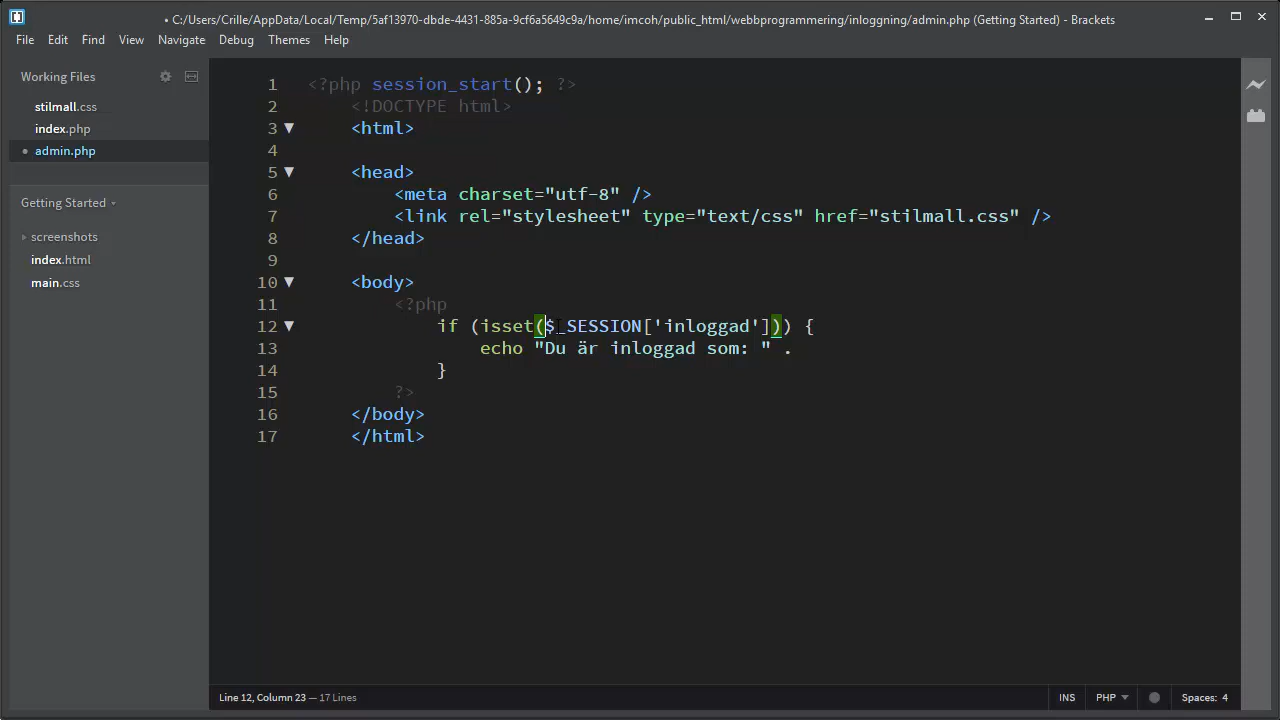 • C:/Users/Crille/AppData/Local/Temp/5af13970-dbde-4431-885a-9cf6a5649c9a/home/imcoh/public_html/webbprogrammering/inloggning/admin.php (Getting Started) - Brackets
File Edit Find View Navigate Debug Themes Help
Working Files
stilmall.css
index.php
• admin.php
Getting Started
screenshots
index.html
main.css
1 <?php session_start(); ?>
2 <!DOCTYPE html>
3 <html>
4
5 <head>
6 <meta charset="utf-8" />
7 <link rel="stylesheet" type="text/css" href="stilmall.css" />
8 </head>
9
10 <body>
11 <?php
12 if (isset($_SESSION['inloggad'])) {
13 echo "Du är inloggad som: " .
14 }
15 ?>
16 </body>
17 </html>
Line 12, Column 23 — 17 Lines
INS PHP Spaces: 4